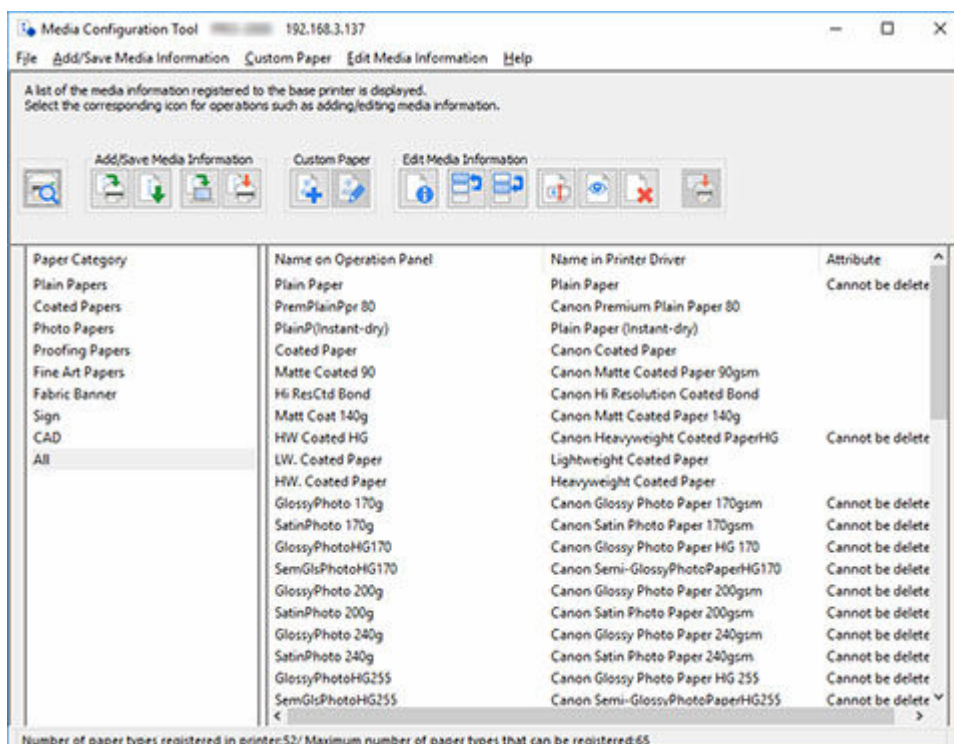 Media Configuration Tool 192.168.3.137
File Add/Save Media Information Custom Paper Edit Media Information Help
A list of the media information registered to the base printer is displayed.
Select the corresponding icon for operations such as adding/editing media information.
Add/Save Media Information Custom Paper Edit Media Information
Paper Category Name on Operation Panel Name in Printer Driver Attribute
Plain Papers Plain Paper Plain Paper Cannot be delete
Coated Papers PremPlainPpr 80 Canon Premium Plain Paper 80
Photo Papers PlainP(Instant-dry) Plain Paper (Instant-dry)
Proofing Papers Coated Paper Canon Coated Paper
Fine Art Papers Matte Coated 90 Canon Matte Coated Paper 90gsm
Fabric Banner Hi ResCtd Bond Canon Hi Resolution Coated Bond
Sign Matt Coat 140g Canon Matt Coated Paper 140g
CAD HW Coated HG Canon Heavyweight Coated PaperHG Cannot be delete
All LW. Coated Paper Lightweight Coated Paper
HW. Coated Paper Heavyweight Coated Paper
GlossyPhoto 170g Canon Glossy Photo Paper 170gsm Cannot be delete
SatinPhoto 170g Canon Satin Photo Paper 170gsm Cannot be delete
GlossyPhotoHG170 Canon Glossy Photo Paper HG 170 Cannot be delete
SemGlsPhotoHG170 Canon Semi-GlossyPhotoPaperHG170 Cannot be delete
GlossyPhoto 200g Canon Glossy Photo Paper 200gsm Cannot be delete
SatinPhoto 200g Canon Satin Photo Paper 200gsm Cannot be delete
GlossyPhoto 240g Canon Glossy Photo Paper 240gsm Cannot be delete
SatinPhoto 240g Canon Satin Photo Paper 240gsm Cannot be delete
GlossyPhotoHG255 Canon Glossy Photo Paper HG 255 Cannot be delete
SemGlsPhotoHG255 Canon Semi-GlossyPhotoPaperHG255 Cannot be delete
Number of paper types registered in printer:52/ Maximum number of paper types that can be registered:65